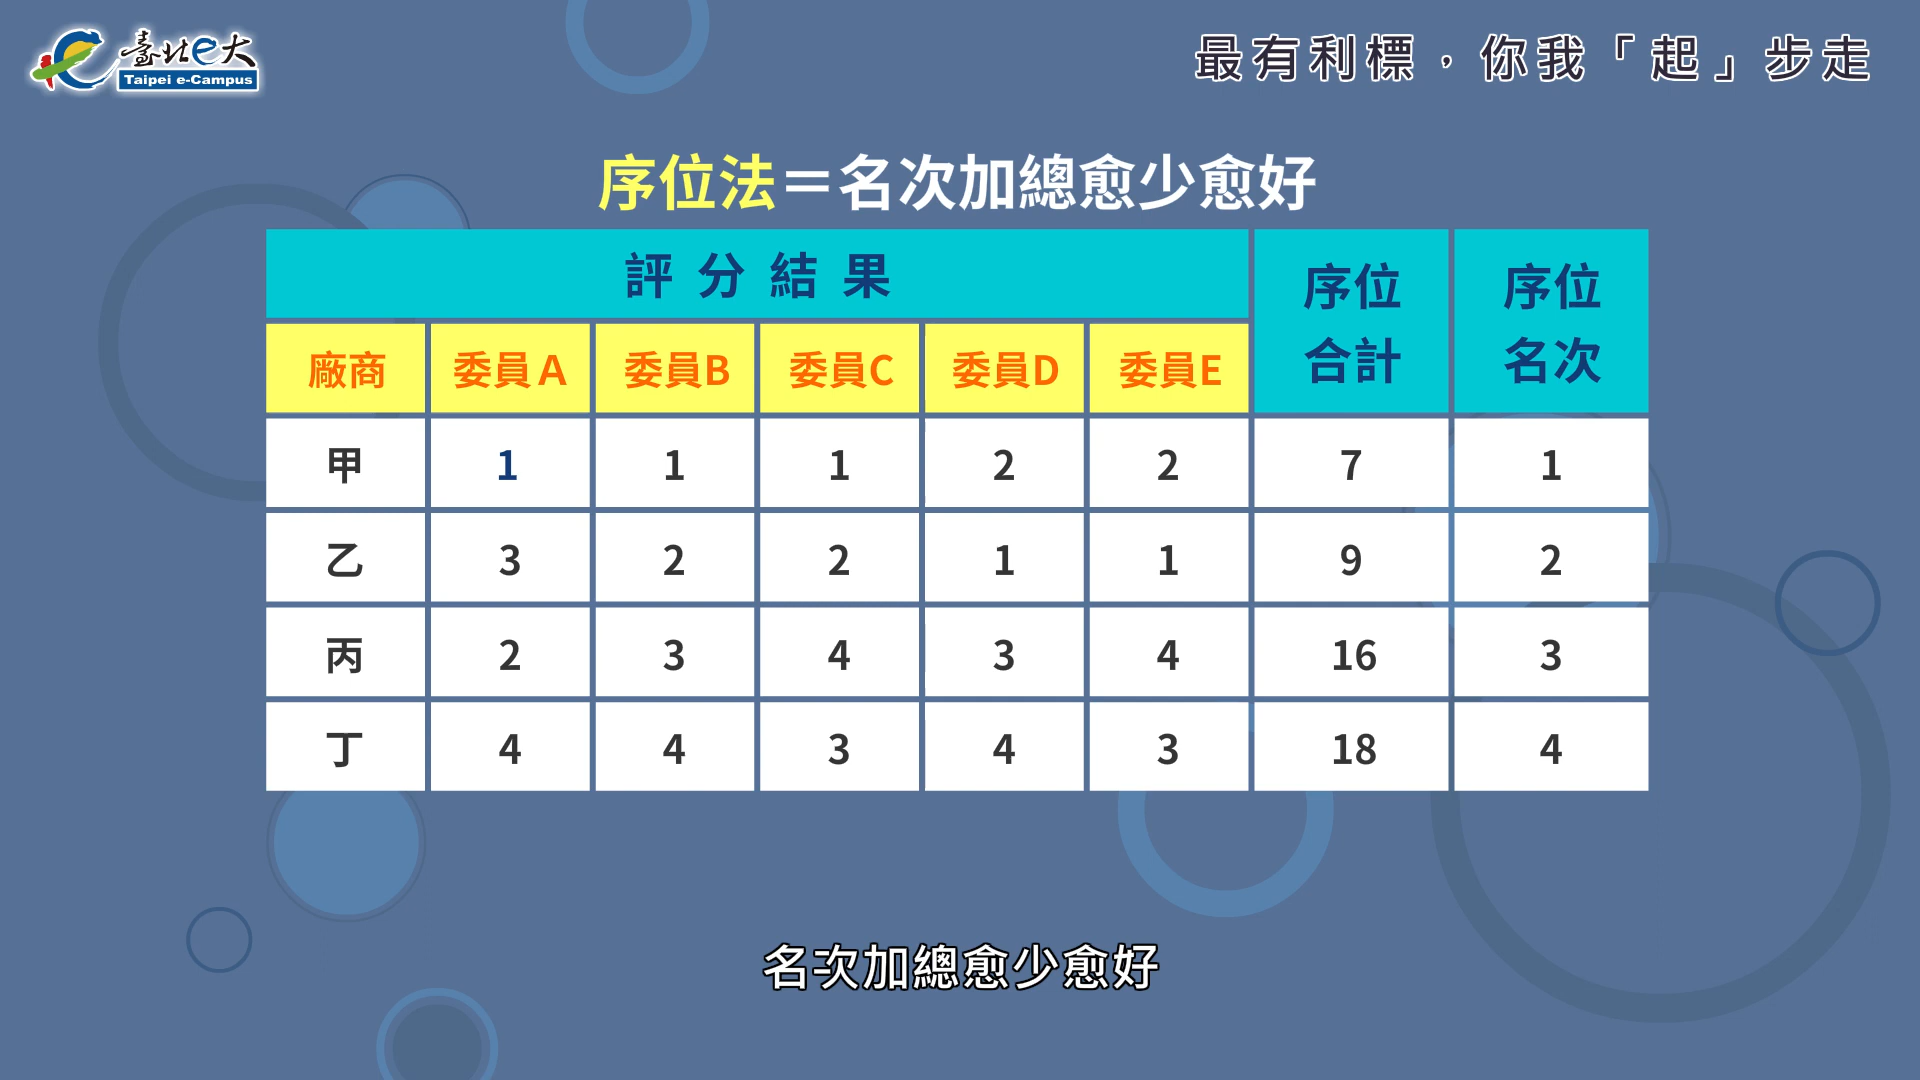 臺北e大
Taipei e-Campus
最有利標，你我「起」步走
序位法＝名次加總愈少愈好
評分結果 序位合計 序位名次
廠商 委員A 委員B 委員C 委員D 委員E
甲 1 1 1 2 2 7 1
乙 3 2 2 1 1 9 2
丙 2 3 4 3 4 16 3
丁 4 4 3 4 3 18 4
名次加總愈少愈好